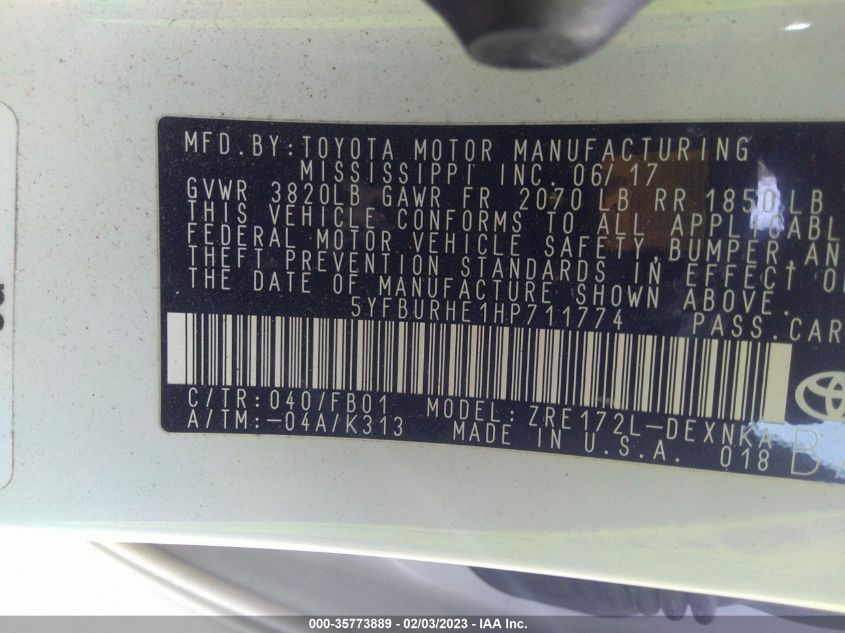 MFD.BY:TOYOTA MOTOR MANUFACTURING
MISSISSIPPI INC. 06/17
GVWR 3820LB GAWR FR 2070 LB RR 1850 LB
THIS VEHICLE CONFORMS TO ALL APPLICABL
FEDERAL MOTOR VEHICLE SAFETY,BUMPER,AN
THEFT PREVENTION STANDARDS IN EFFECT O
THE DATE OF MANUFACTURE SHOWN ABOVE.
5YFBURHE1HP711774 PASS.CAR
C/TR:040/FB01 MODEL:ZRE172L-DEXNKA
A/TM:-04A/K313 MADE IN U.S.A. 018
000-35773889 — 02/03/2023 — IAA Inc.